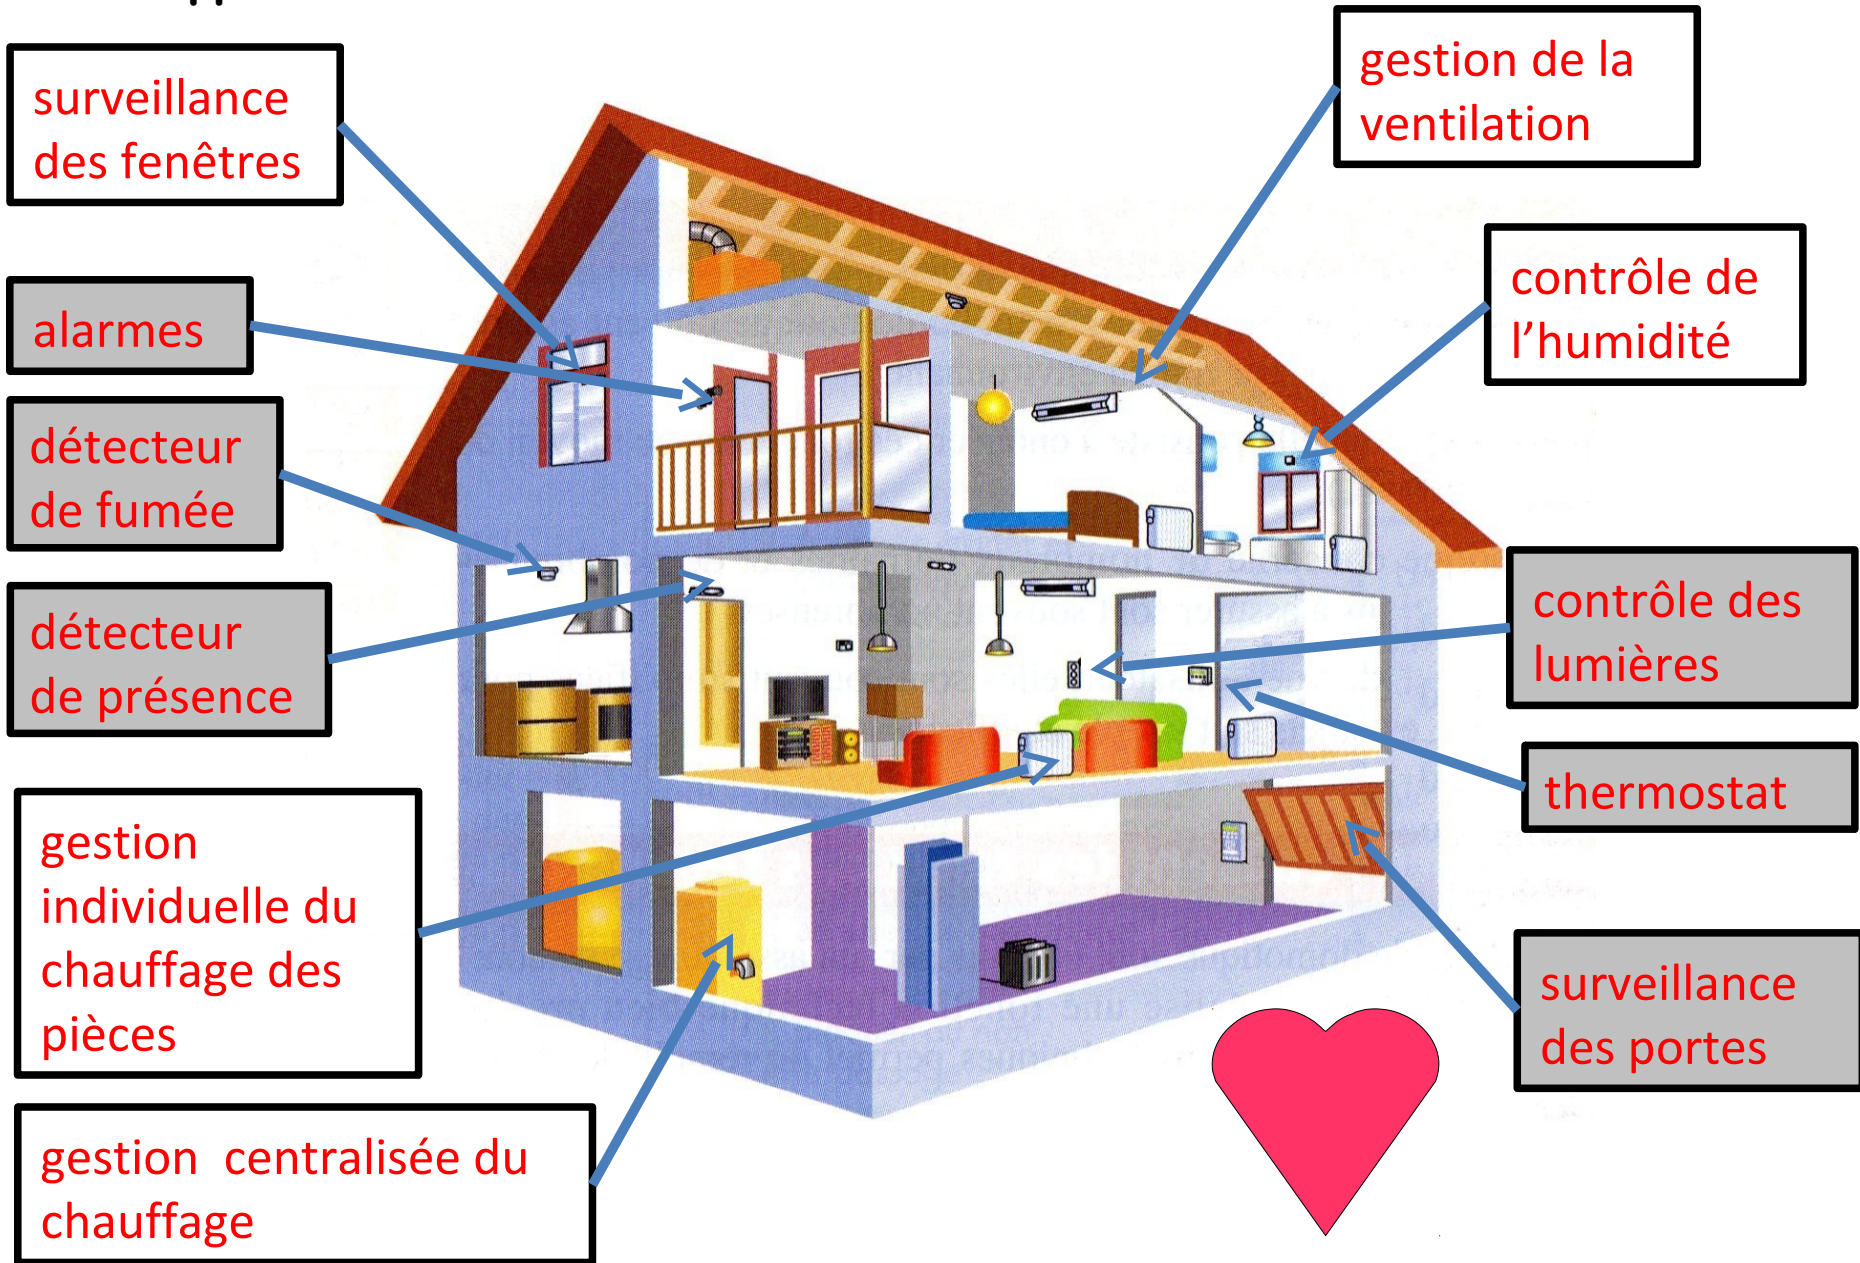 surveillance
des fenêtres
alarmes
détecteur
de fumée
détecteur
de présence
gestion
individuelle du
chauffage des
pièces
gestion centralisée du
chauffage
gestion de la
ventilation
contrôle de
l’humidité
contrôle des
lumières
thermostat
surveillance
des portes